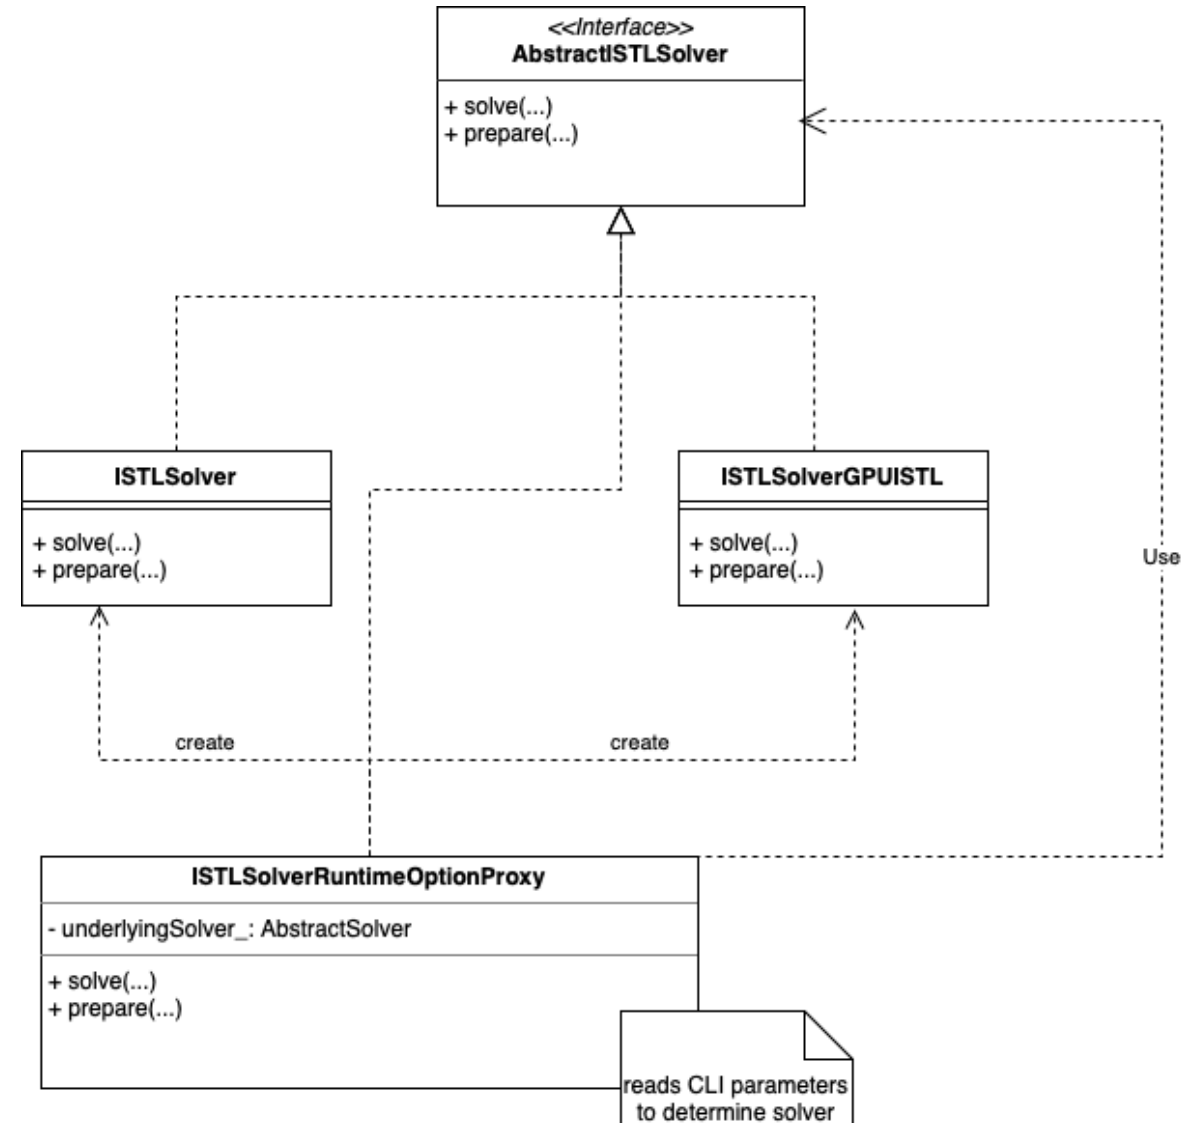 <<Interface>>
AbstractISTLSolver
+ solve(...)
+ prepare(...)
ISTLSolver
+ solve(...)
+ prepare(...)
ISTLSolverGPUISTL
+ solve(...)
+ prepare(...)
Use
create
create
ISTLSolverRuntimeOptionProxy
- underlyingSolver_: AbstractSolver
+ solve(...)
+ prepare(...)
reads CLI parameters
to determine solver